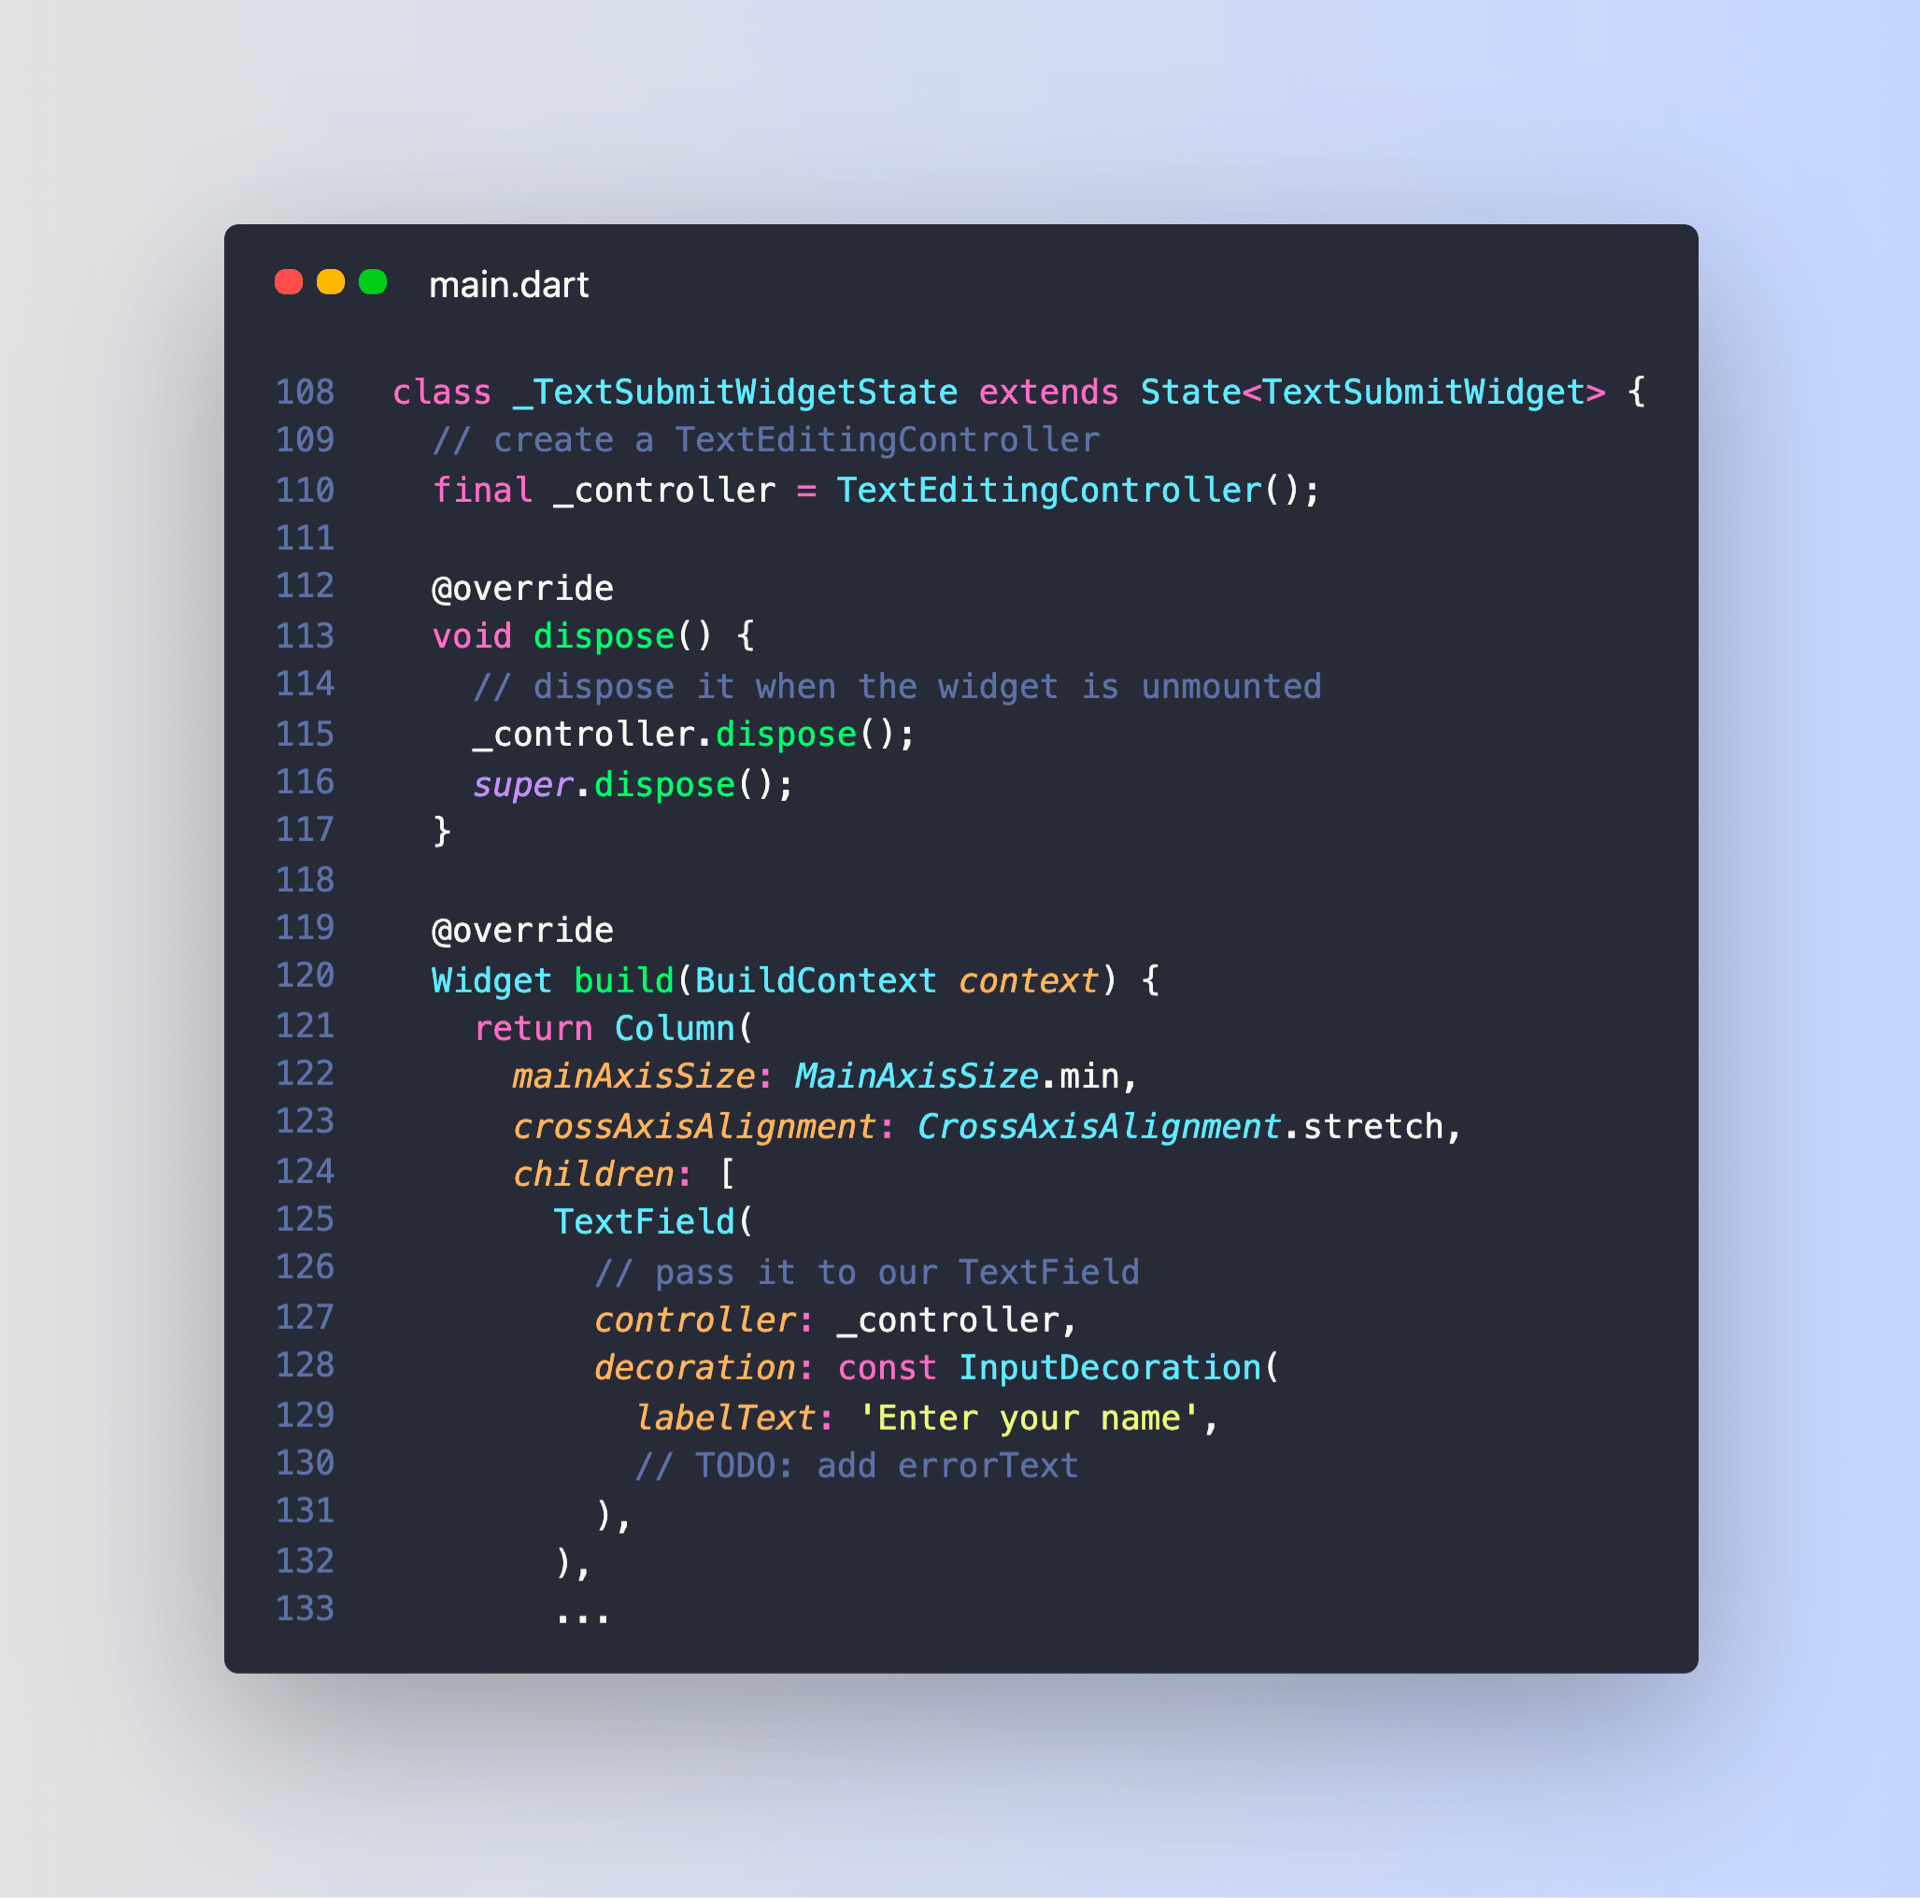 main.dart
108 class _TextSubmitWidgetState extends State<TextSubmitWidget> {
109   // create a TextEditingController
110   final _controller = TextEditingController();
111
112   @override
113   void dispose() {
114     // dispose it when the widget is unmounted
115     _controller.dispose();
116     super.dispose();
117   }
118
119   @override
120   Widget build(BuildContext context) {
121     return Column(
122       mainAxisSize: MainAxisSize.min,
123       crossAxisAlignment: CrossAxisAlignment.stretch,
124       children: [
125         TextField(
126           // pass it to our TextField
127           controller: _controller,
128           decoration: const InputDecoration(
129             labelText: 'Enter your name',
130             // TODO: add errorText
131           ),
132         ),
133         ...